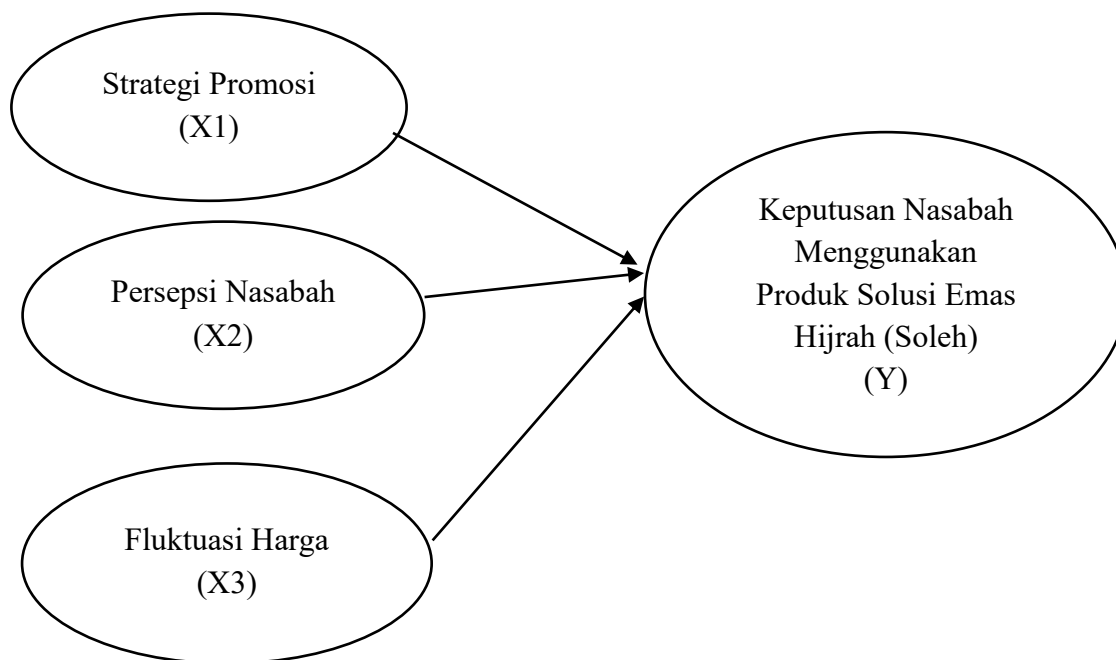 Strategi Promosi
(X1)
Persepsi Nasabah
(X2)
Fluktuasi Harga
(X3)
Keputusan Nasabah
Menggunakan
Produk Solusi Emas
Hijrah (Soleh)
(Y)